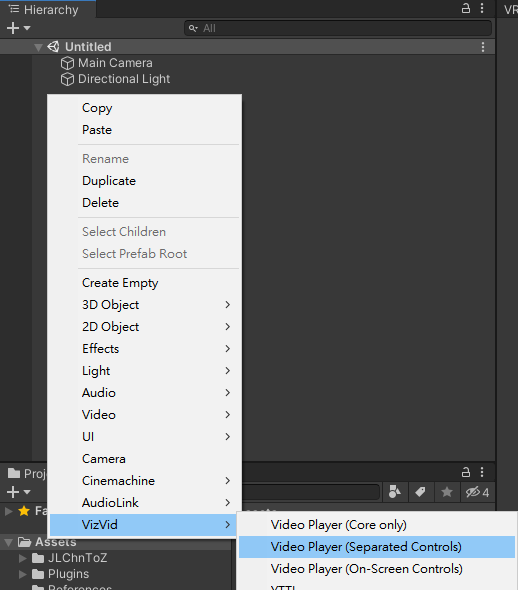 Hierarchy
All
Untitled
Main Camera
Directional Light
Copy
Paste
Rename
Duplicate
Delete
Select Children
Select Prefab Root
Create Empty
3D Object
2D Object
Effects
Light
Audio
Video
UI
Camera
Cinemachine
AudioLink
VizVid
Video Player (Core only)
Video Player (Separated Controls)
Video Player (On-Screen Controls)
VR
Proj
4
Fa
Assets
JLChnToZ
Plugins